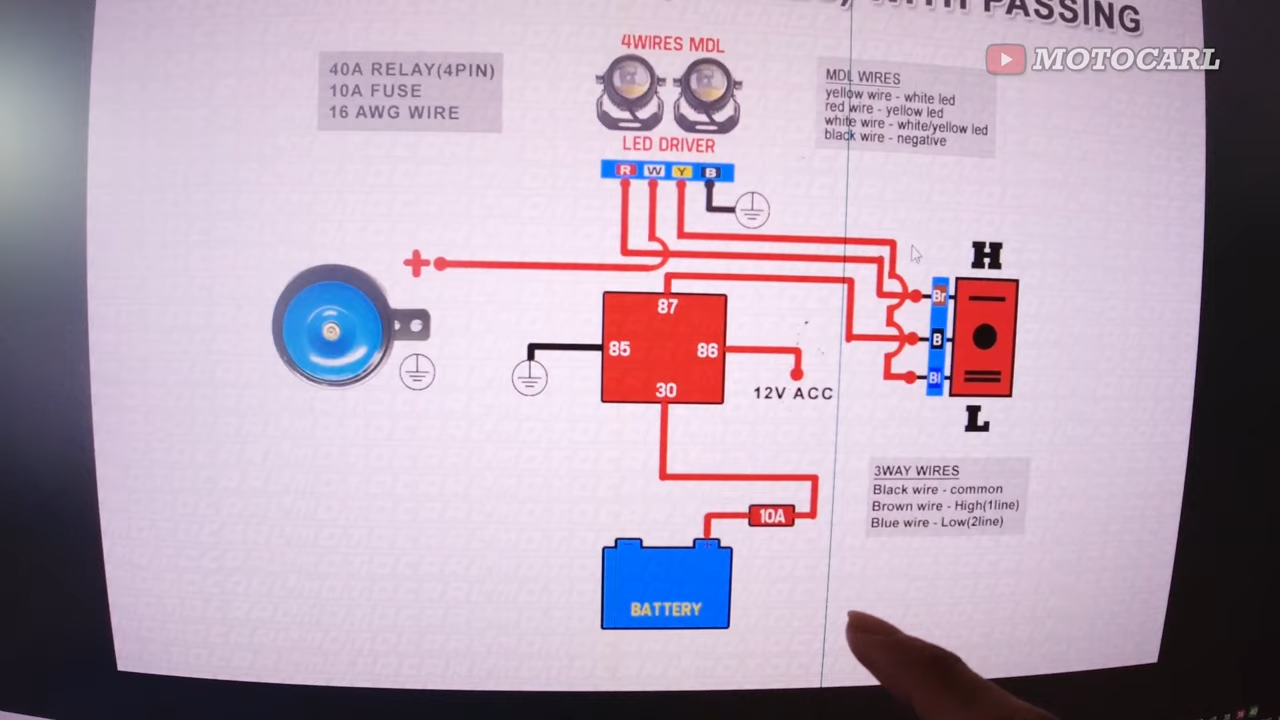 WITH PASSING
MOTOCARL
4WIRES MDL
40A RELAY(4PIN)
10A FUSE
16 AWG WIRE
MDL WIRES
yellow wire - white led
red wire - yellow led
white wire - white/yellow led
black wire - negative
LED DRIVER
R W Y B
+
H
87
Br
85
86
B
30
Bl
12V ACC
L
3WAY WIRES
Black wire - common
Brown wire - High(1line)
Blue wire - Low(2line)
10A
BATTERY